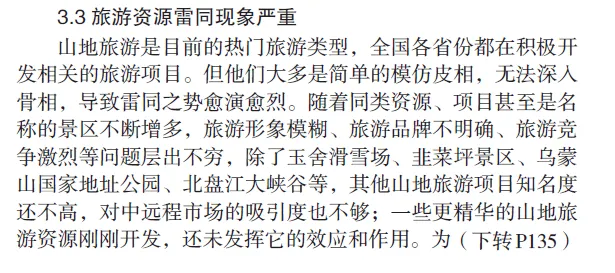 3.3 旅游资源雷同现象严重
山地旅游是目前的热门旅游类型，全国各省份都在积极开
发相关的旅游项目。但他们大多是简单的模仿皮相，无法深入
骨相，导致雷同之势愈演愈烈。随着同类资源、项目甚至是名
称的景区不断增多，旅游形象模糊、旅游品牌不明确、旅游竞
争激烈等问题层出不穷，除了玉舍滑雪场、韭菜坪景区、乌蒙
山国家地址公园、北盘江大峡谷等，其他山地旅游项目知名度
还不高，对中远程市场的吸引度也不够；一些更精华的山地旅
游资源刚刚开发，还未发挥它的效应和作用。为（下转P135）